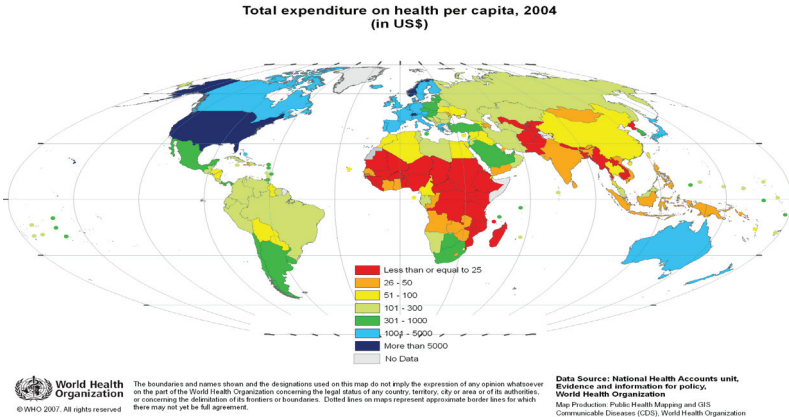 Total expenditure on health per capita, 2004
(in US$)
Less than or equal to 25
26 - 50
51 - 100
101 - 300
301 - 1000
1001 - 5000
More than 5000
No Data
World Health
Organization
© WHO 2007. All rights reserved
The boundaries and names shown and the designations used on this map do not imply the expression of any opinion whatsoever
on the part of the World Health Organization concerning the legal status of any country, territory, city or area or of its authorities,
or concerning the delimitation of its frontiers or boundaries. Dotted lines on maps represent approximate border lines for which
there may not yet be full agreement.
Data Source: National Health Accounts unit,
Evidence and information for policy,
World Health Organization
Map Production: Public Health Mapping and GIS
Communicable Diseases (CDS), World Health Organization